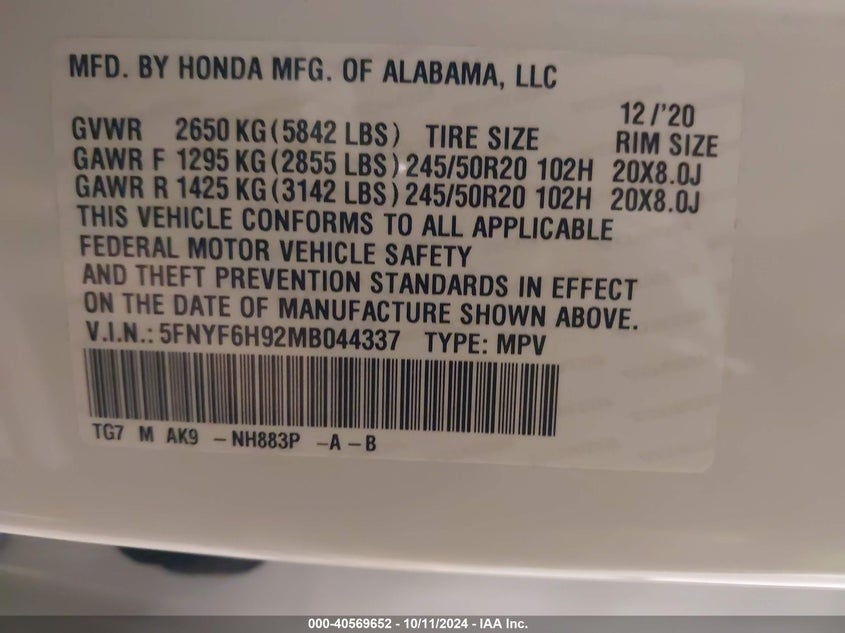 MFD. BY HONDA MFG. OF ALABAMA, LLC
12/'20
GVWR 2650 KG (5842 LBS) TIRE SIZE RIM SIZE
GAWR F 1295 KG (2855 LBS) 245/50R20 102H 20X8.0J
GAWR R 1425 KG (3142 LBS) 245/50R20 102H 20X8.0J
THIS VEHICLE CONFORMS TO ALL APPLICABLE
FEDERAL MOTOR VEHICLE SAFETY
AND THEFT PREVENTION STANDARDS IN EFFECT
ON THE DATE OF MANUFACTURE SHOWN ABOVE.
V.I.N.: 5FNYF6H92MB044337 TYPE: MPV
TG7 M AK9 -NH883P -A -B
000-40569652 - 10/11/2024 - IAA Inc.